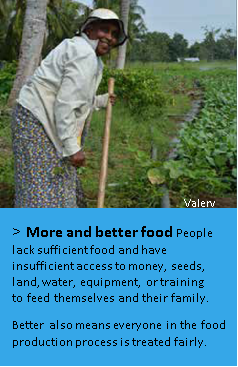 Valery
> More and better food People
lack sufficient food and have
insufficient access to money, seeds,
land, water, equipment, or training
to feed themselves and their family.
Better also means everyone in the food
production process is treated fairly.